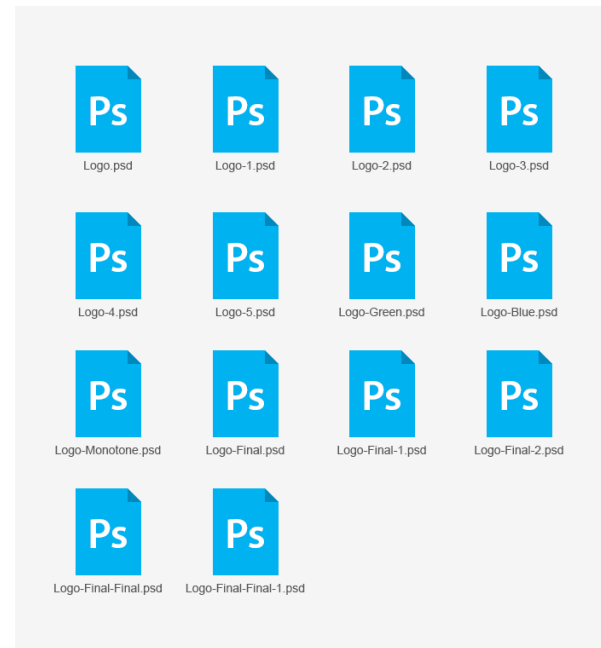 Ps Ps Ps Ps
Logo.psd Logo-1.psd Logo-2.psd Logo-3.psd
Ps Ps Ps Ps
Logo-4.psd Logo-5.psd Logo-Green.psd Logo-Blue.psd
Ps Ps Ps Ps
Logo-Monotone.psd Logo-Final.psd Logo-Final-1.psd Logo-Final-2.psd
Ps Ps
Logo-Final-Final.psd Logo-Final-Final-1.psd